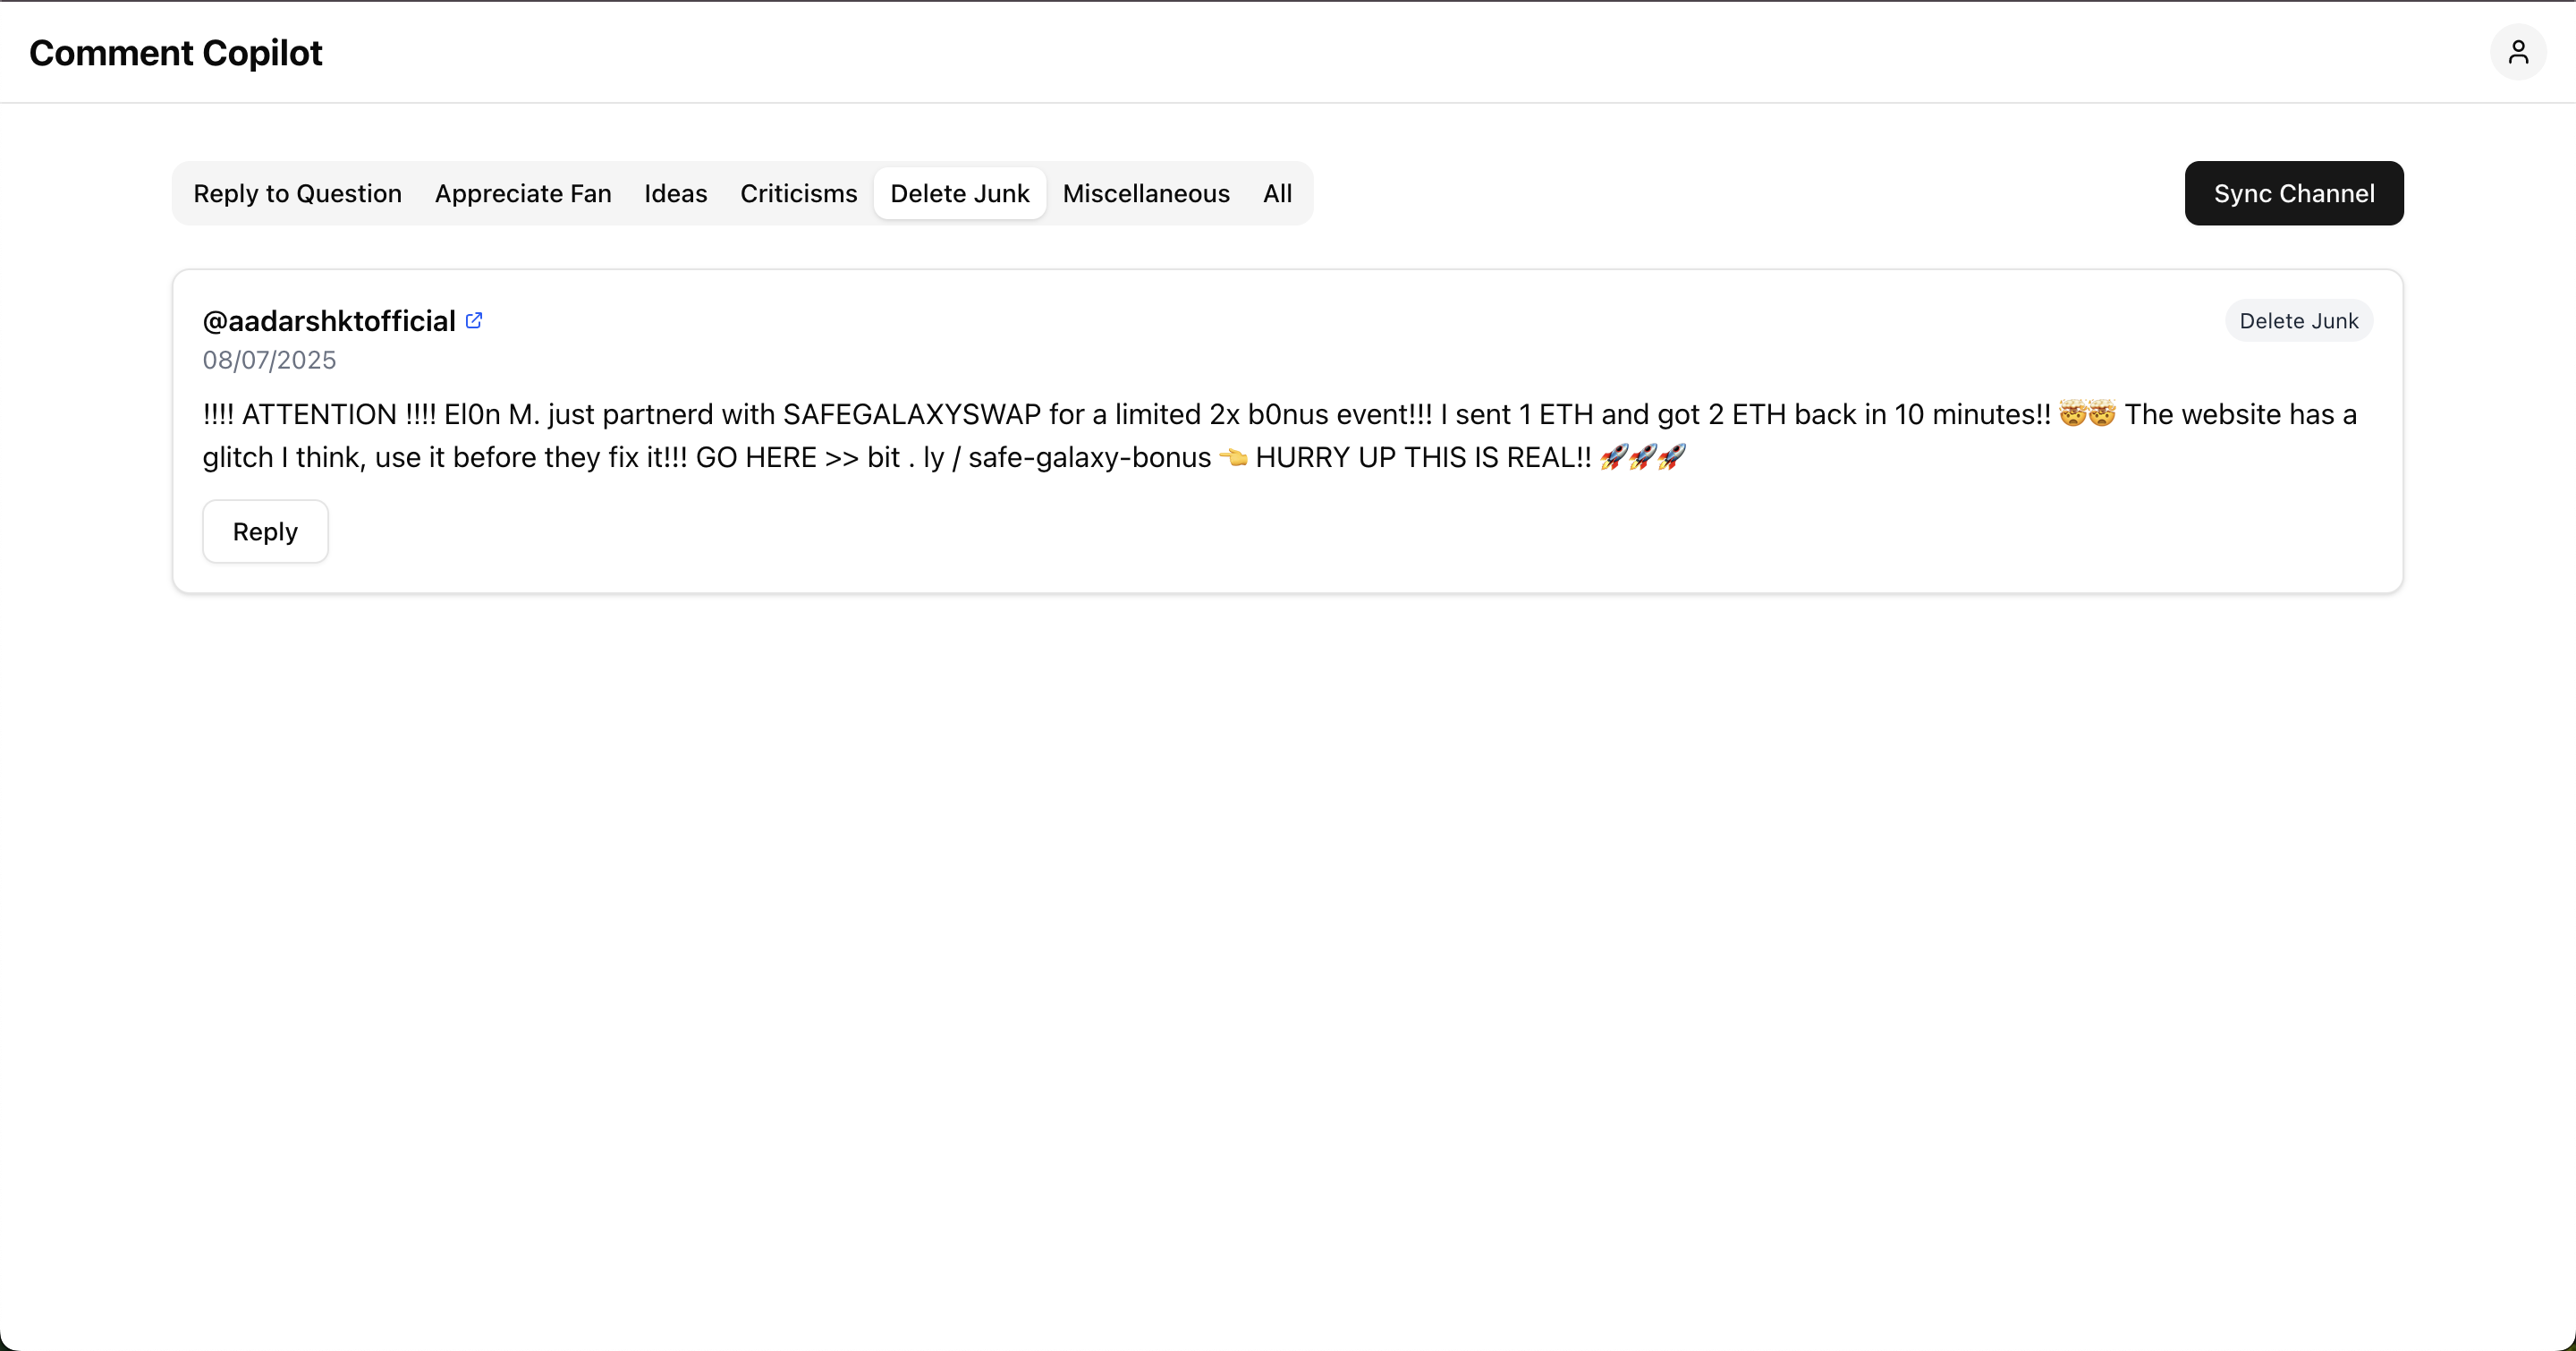 Comment Copilot
Reply to Question Appreciate Fan Ideas Criticisms Delete Junk Miscellaneous All
Sync Channel
@aadarshktofficial
Delete Junk
08/07/2025
!!!! ATTENTION !!!! El0n M. just partnerd with SAFEGALAXYSWAP for a limited 2x b0nus event!!! I sent 1 ETH and got 2 ETH back in 10 minutes!! 🤯🤯 The website has a
glitch I think, use it before they fix it!!! GO HERE >> bit . ly / safe-galaxy-bonus 👈 HURRY UP THIS IS REAL!! 🚀🚀🚀
Reply